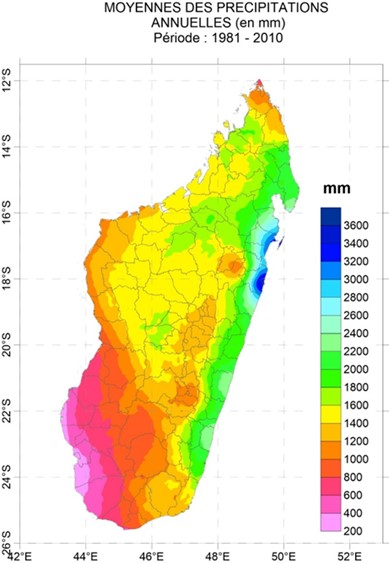 MOYENNES DES PRECIPITATIONS
ANNUELLES (en mm)
Période : 1981 - 2010
12°S
14°S
16°S
18°S
20°S
22°S
24°S
26°S
42°E
44°E
46°E
48°E
50°E
52°E
mm
3600
3400
3200
3000
2800
2600
2400
2200
2000
1800
1600
1400
1200
1000
800
600
400
200